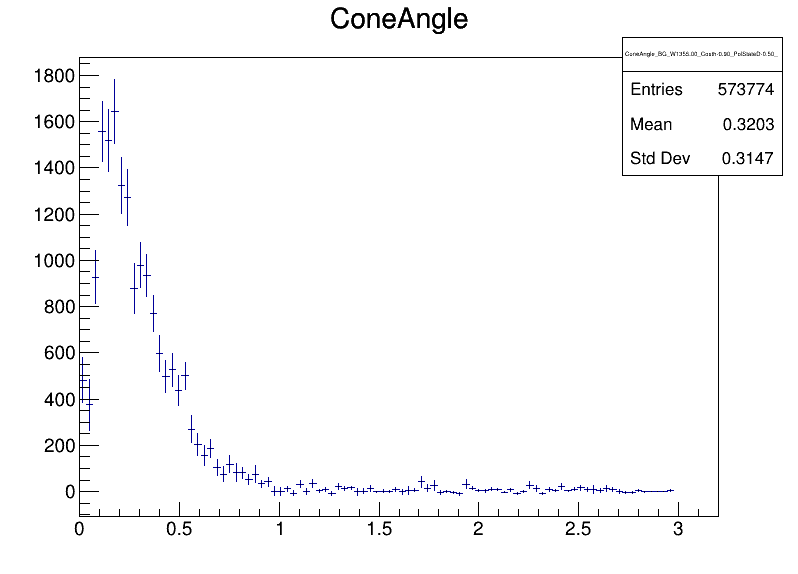 ConeAngle
ConeAngle_BG_W1355.00_Costh-0.90_PolStateD-0.50_
Entries 573774
Mean 0.3203
Std Dev 0.3147
1800
1600
1400
1200
1000
800
600
400
200
0
0 0.5 1 1.5 2 2.5 3